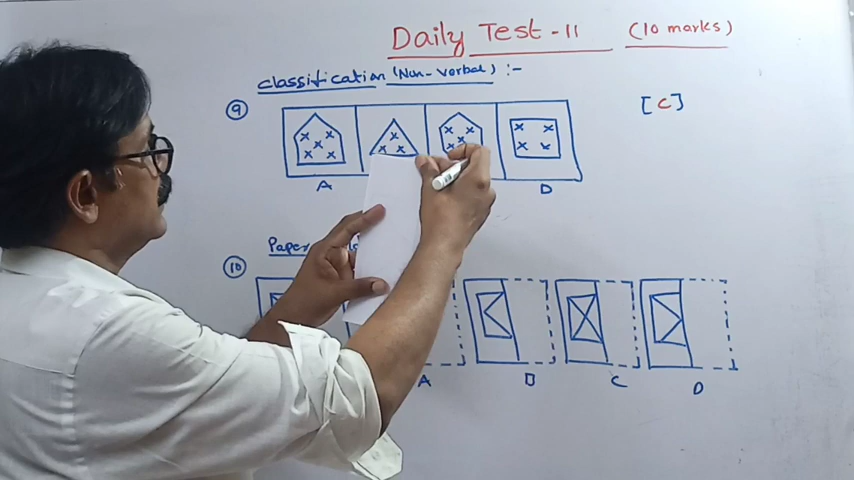 Daily Test - 11 (10 marks)
Classification (Non-Verbal) :-
9 [C]
A D
10
A B C D